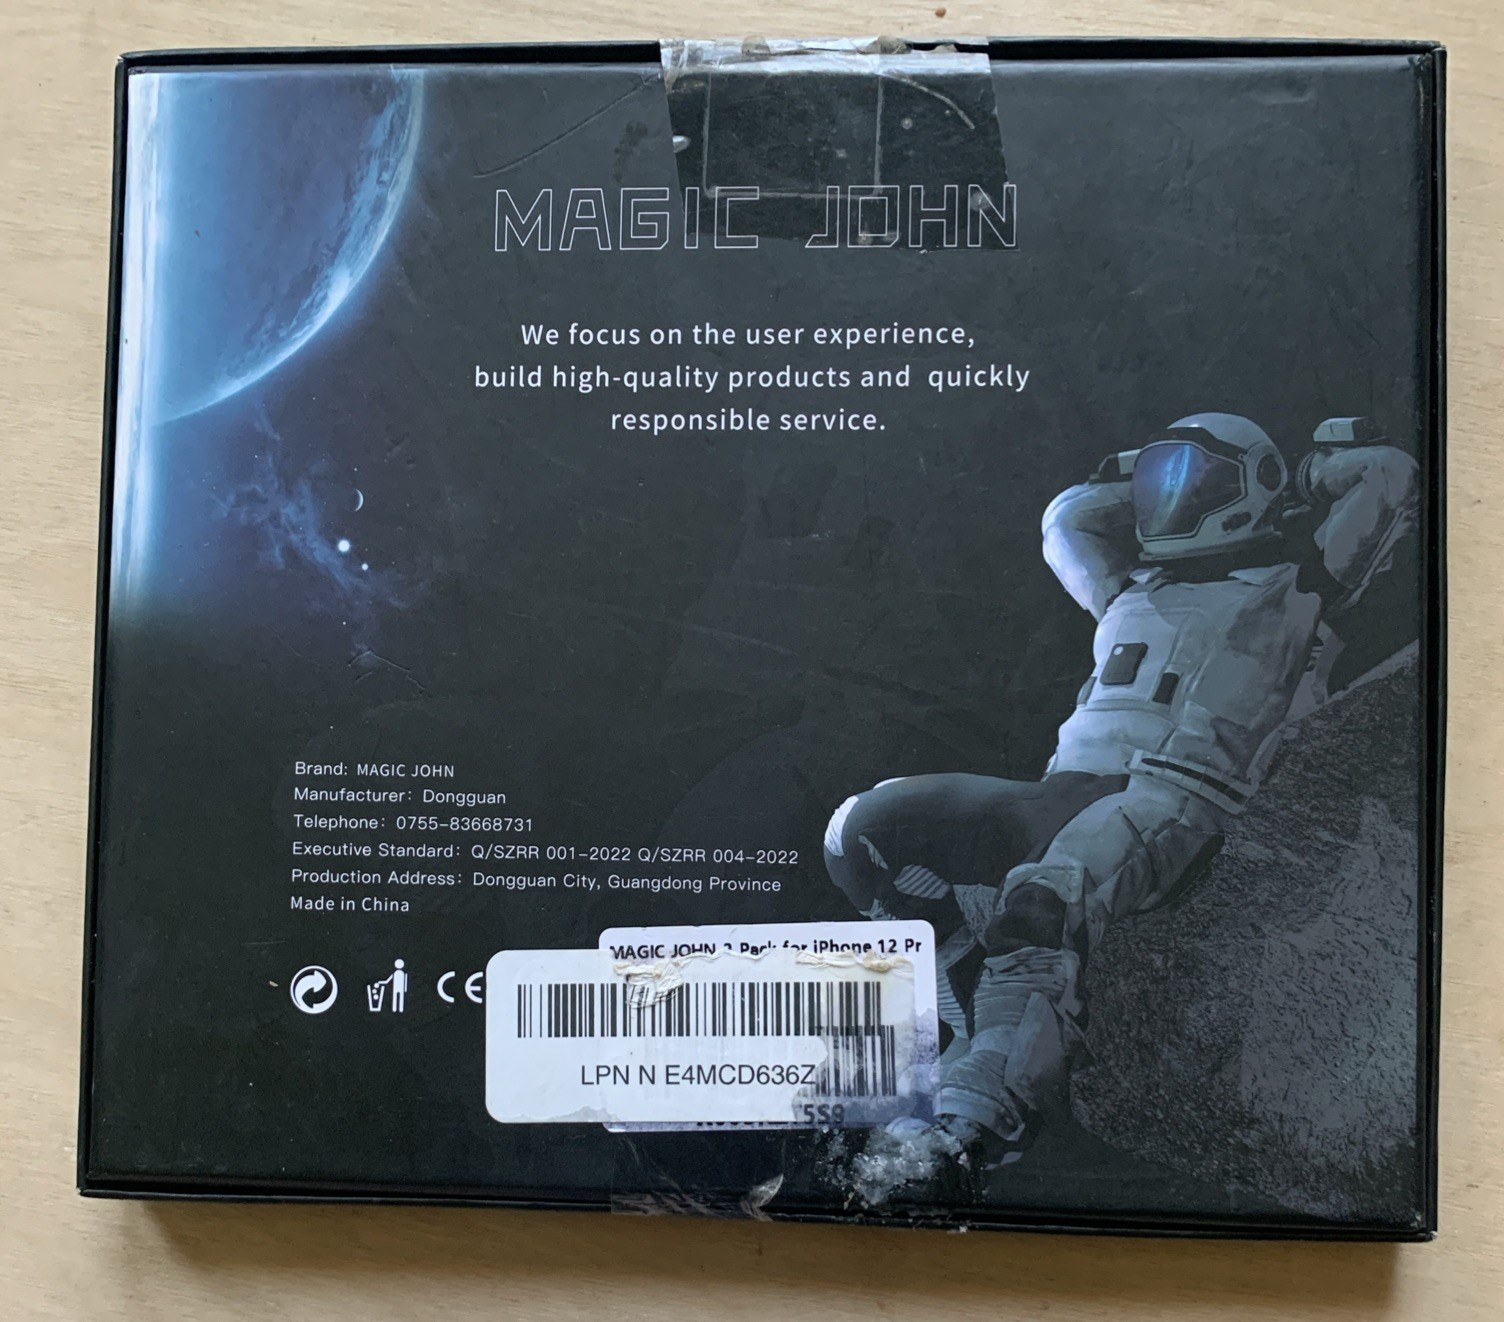 MAGIC JOHN
We focus on the user experience,
build high-quality products and quickly
responsible service.
Brand: MAGIC JOHN
Manufacturer: Dongguan
Telephone: 0755-83668731
Executive Standard: Q/SZRR 001-2022 Q/SZRR 004-2022
Production Address: Dongguan City, Guangdong Province
Made in China
CE
MAGIC JOHN for iPhone 12 Pr
LPN N E4MCD636Z